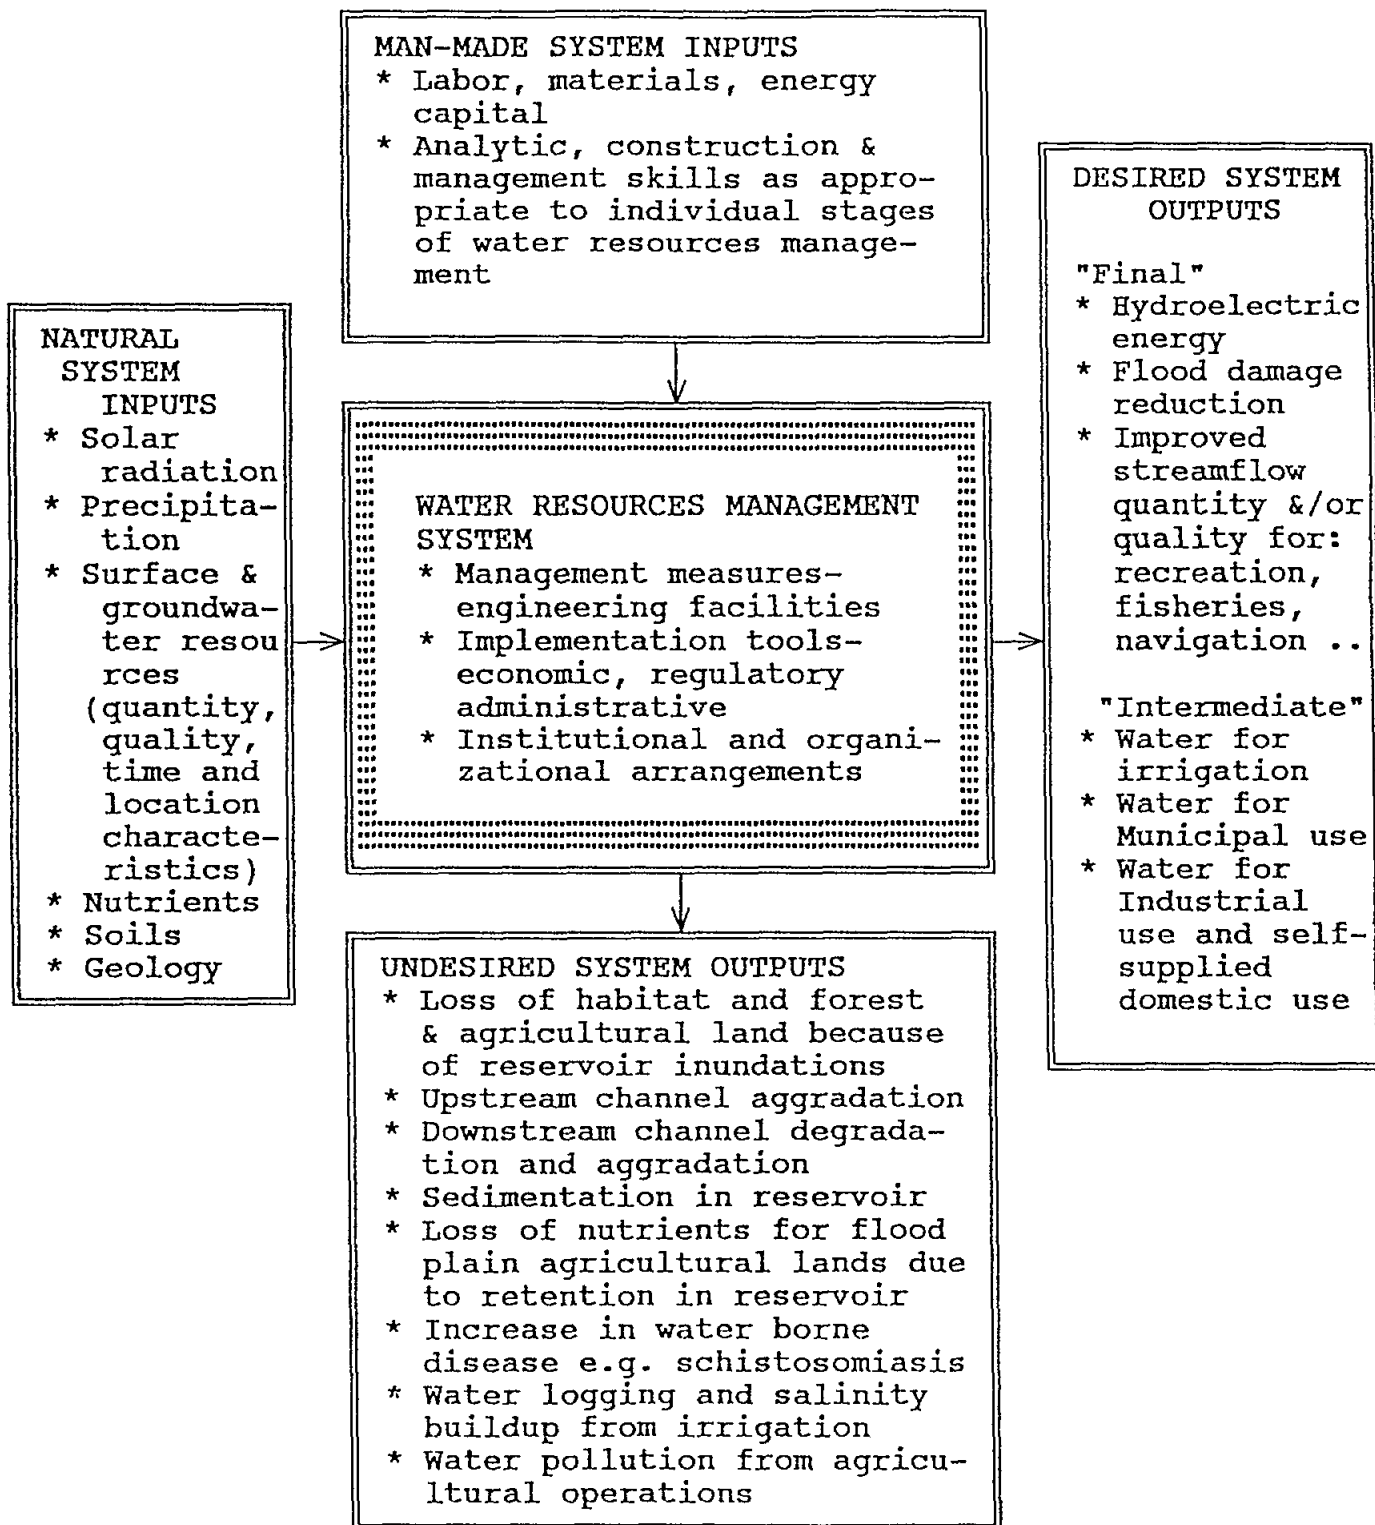 MAN-MADE SYSTEM INPUTS
* Labor, materials, energy
capital
* Analytic, construction &
management skills as appro-
priate to individual stages
of water resources manage-
ment
NATURAL
SYSTEM
INPUTS
* Solar
radiation
* Precipita-
tion
* Surface &
groundwa-
ter resou
rces
(quantity,
quality,
time and
location
characte-
ristics)
* Nutrients
* Soils
* Geology
WATER RESOURCES MANAGEMENT
SYSTEM
* Management measures-
engineering facilities
* Implementation tools-
economic, regulatory
administrative
* Institutional and organi-
zational arrangements
DESIRED SYSTEM
OUTPUTS
"Final"
* Hydroelectric
energy
* Flood damage
reduction
* Improved
streamflow
quantity &/or
quality for:
recreation,
fisheries,
navigation ..
"Intermediate"
* Water for
irrigation
* Water for
Municipal use
* Water for
Industrial
use and self-
supplied
domestic use
UNDESIRED SYSTEM OUTPUTS
* Loss of habitat and forest
& agricultural land because
of reservoir inundations
* Upstream channel aggradation
* Downstream channel degrada-
tion and aggradation
* Sedimentation in reservoir
* Loss of nutrients for flood
plain agricultural lands due
to retention in reservoir
* Increase in water borne
disease e.g. schistosomiasis
* Water logging and salinity
buildup from irrigation
* Water pollution from agricu-
ltural operations